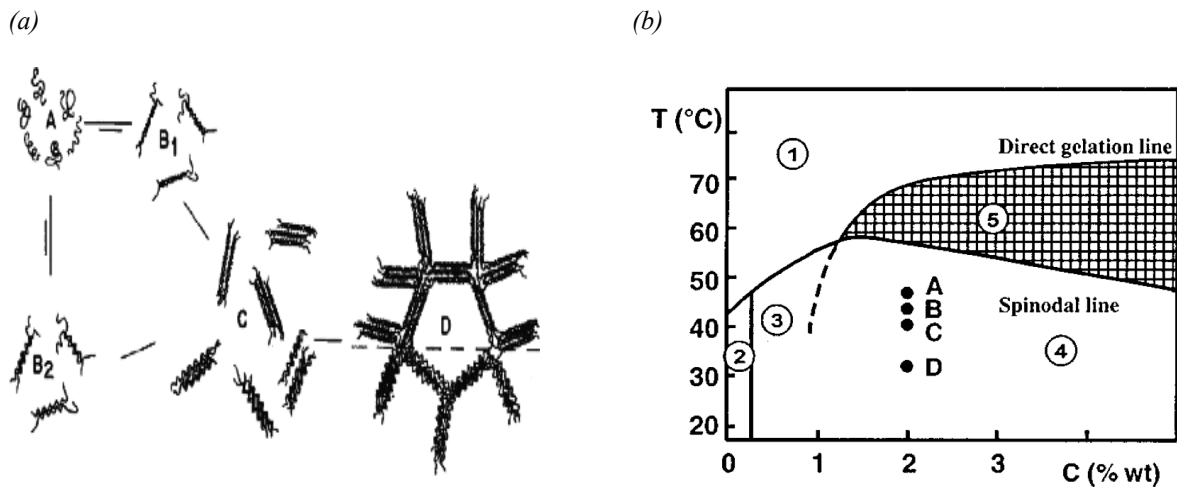 (a)
(b)
A
B1
B2
C
D
T (°C)
70
60
50
40
30
20
0
1
2
3
4
C (% wt)
Direct gelation line
Spinodal line
1
2
3
4
5
A
B
C
D